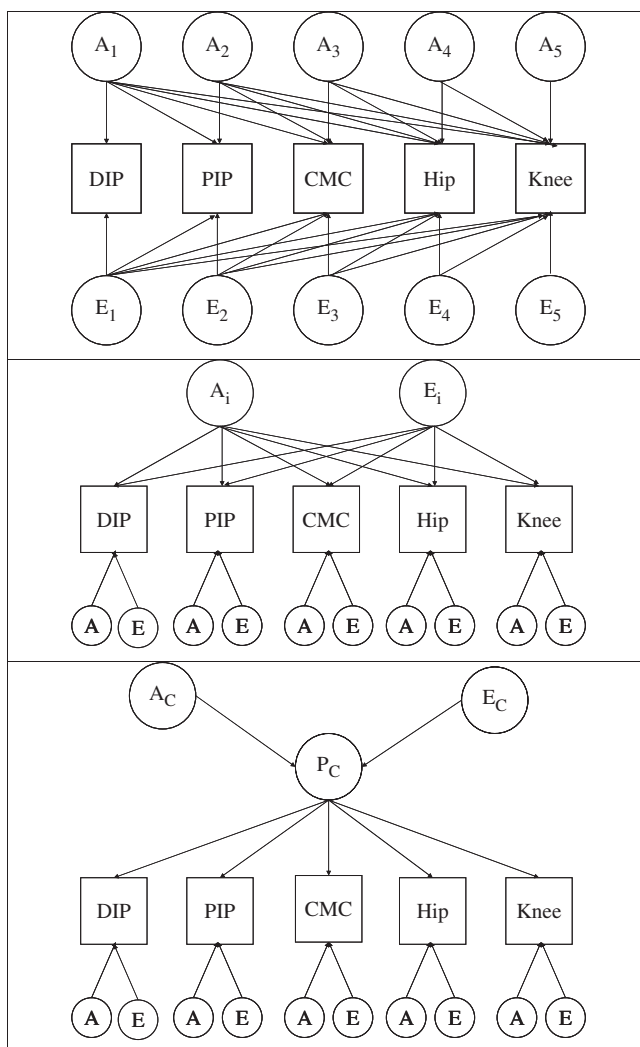 A1 A2 A3 A4 A5
DIP PIP CMC Hip Knee
E1 E2 E3 E4 E5
Ai Ei
DIP PIP CMC Hip Knee
A E A E A E A E A E
AC EC
PC
DIP PIP CMC Hip Knee
A E A E A E A E A E